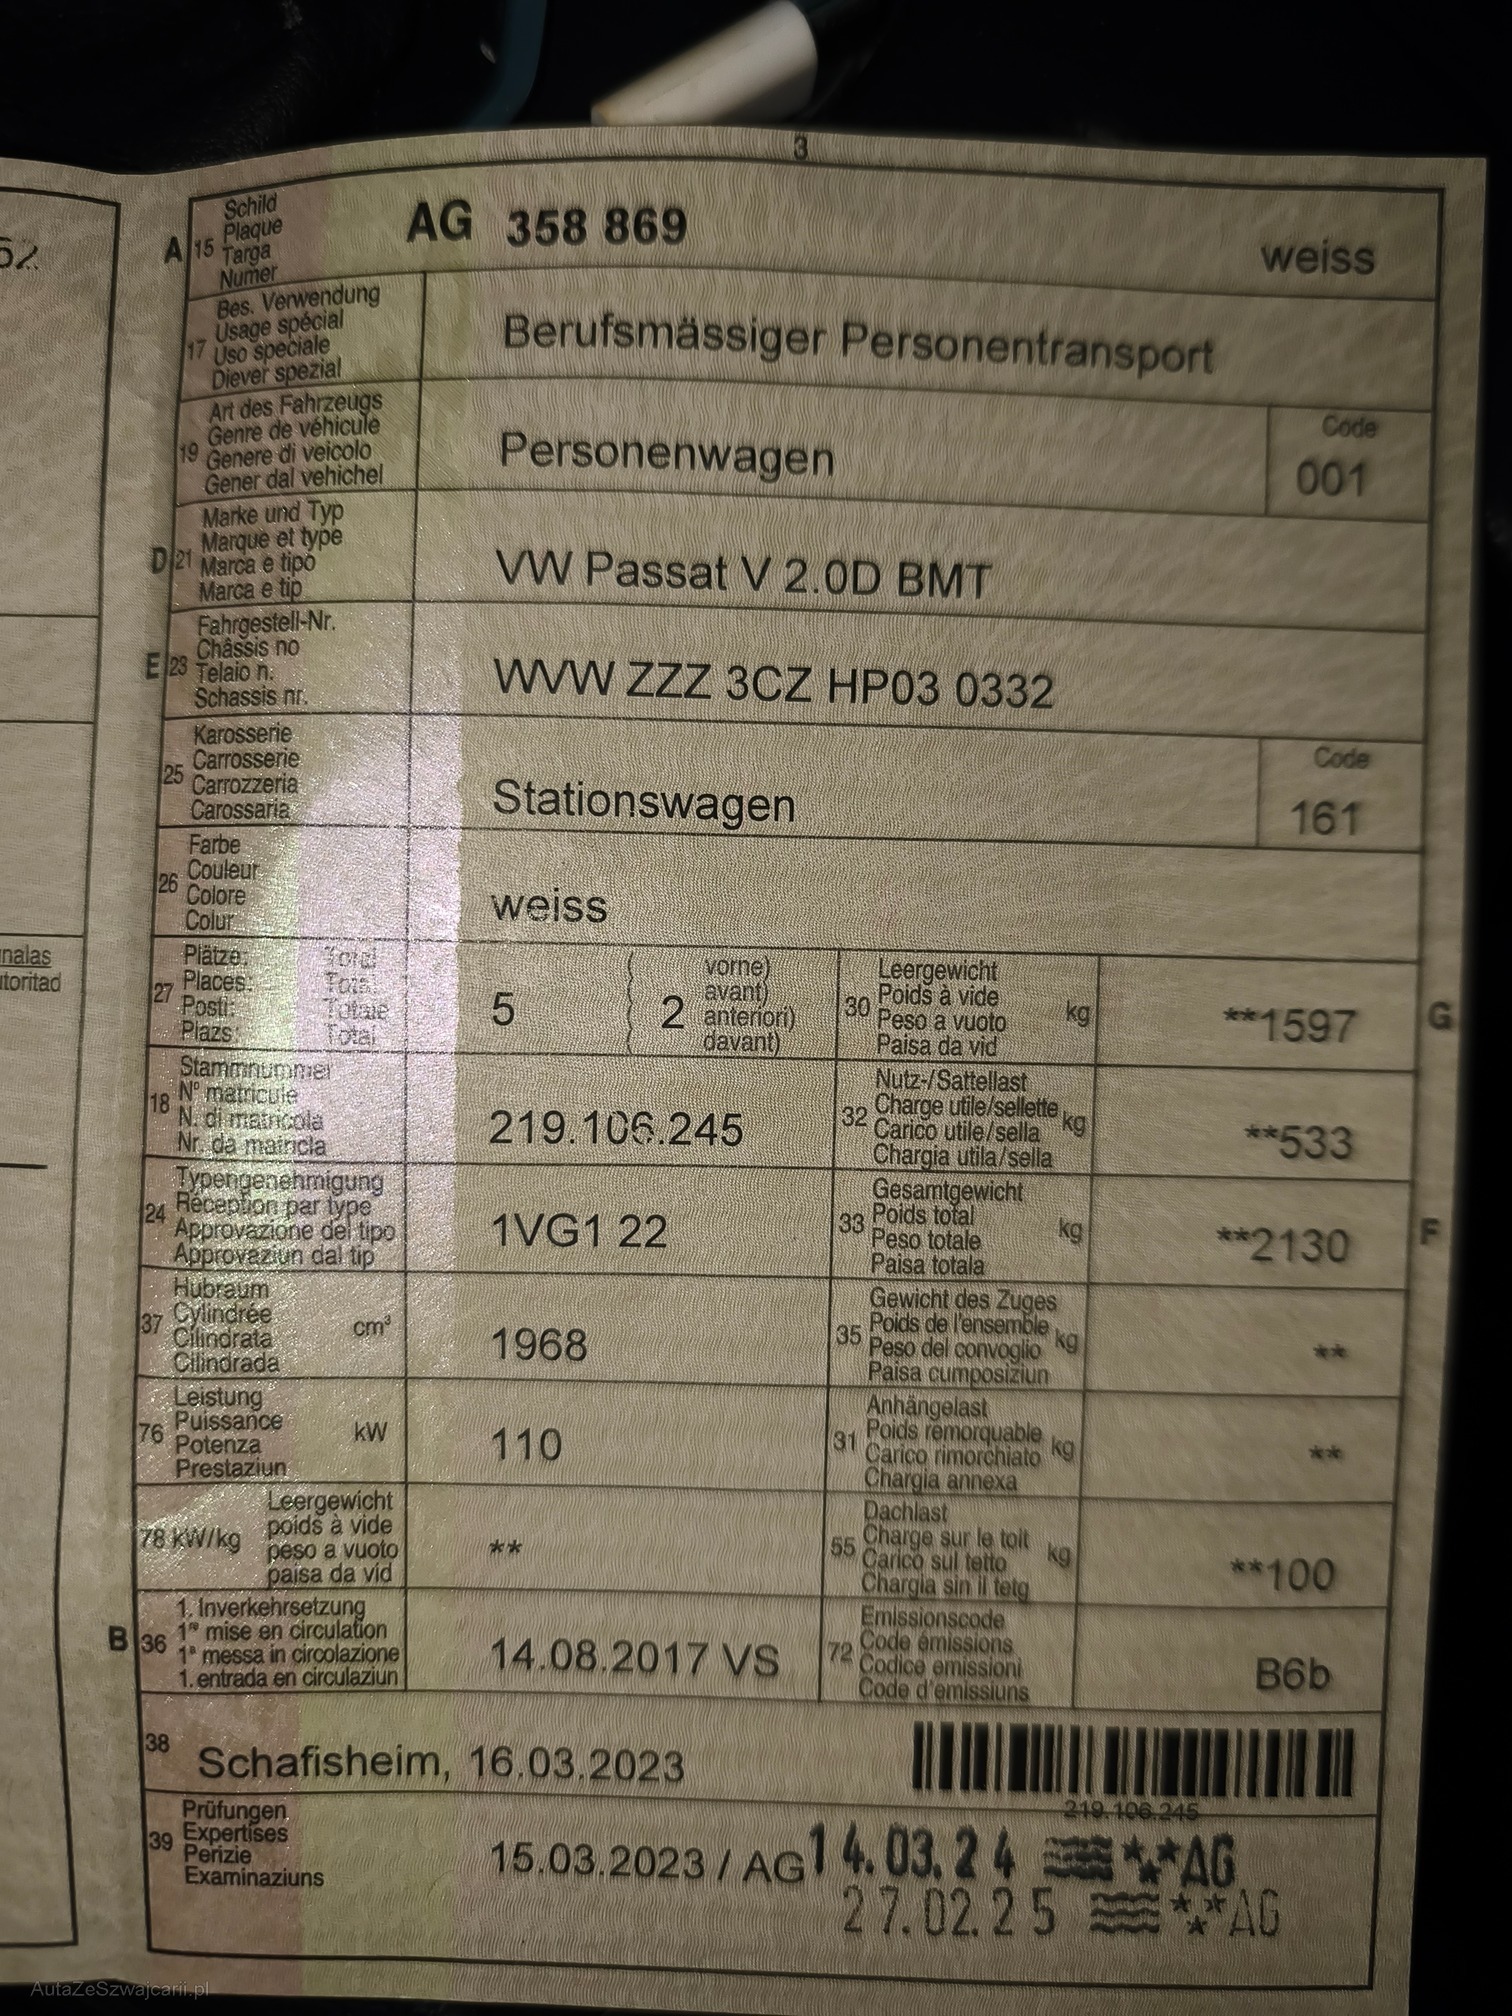 3
52
A 15 Schild
Plaque
Targa
Numer
AG 358 869
weiss
17 Bes. Verwendung
Usage spécial
Uso speciale
Diever spezial
Berufsmässiger Personentransport
19 Art des Fahrzeugs
Genre de véhicule
Genere di veicolo
Gener dal vehichel
Personenwagen
Code
001
D 21 Marke und Typ
Marque et type
Marca e tipo
Marca e tip
VW Passat V 2.0D BMT
E 23 Fahrgestell-Nr.
Châssis no
Telaio n.
Schassis nr.
WVW ZZZ 3CZ HP03 0332
25 Karosserie
Carrosserie
Carrozzeria
Carossaria
Stationswagen
Code
161
26 Farbe
Couleur
Colore
Colur
weiss
nalas
toritad
27 Plätze: Total
Places: Total
Posti: Totale
Plazs: Total
5 ( 2 vorne)
avant)
anteriori)
davant)
30 Leergewicht
Poids à vide
Peso a vuoto
Paisa da vid
kg
**1597
G
18 Stammnummer
N° matricule
N. di matricola
Nr. da matricla
219.106.245
32 Nutz-/Sattellast
Charge utile/sellette
Carico utile/sella
Chargia utila/sella
kg
**533
24 Typengenehmigung
Réception par type
Approvazione del tipo
Approvaziun dal tip
1VG1 22
33 Gesamtgewicht
Poids total
Peso totale
Paisa totala
kg
**2130
F
37 Hubraum
Cylindrée
Cilindrata
Cilindrada
cm³
1968
35 Gewicht des Zuges
Poids de l'ensemble
Peso del convoglio
Paisa cumposiziun
kg
**
76 Leistung
Puissance
Potenza
Prestaziun
kW
110
31 Anhängelast
Poids remorquable
Carico rimorchiato
Chargia annexa
kg
**
78 kW/kg
Leergewicht
poids à vide
peso a vuoto
paisa da vid
**
55 Dachlast
Charge sur le toit
Carico sul tetto
Chargia sin il tetg
kg
**100
B 36 1. Inverkehrsetzung
1re mise en circulation
1a messa in circolazione
1. entrada en circulaziun
14.08.2017 VS
72 Emissionscode
Code émissions
Codice emissioni
Code d'emissiuns
B6b
38
Schafisheim, 16.03.2023
219.106.245
39 Prüfungen
Expertises
Perizie
Examinaziuns
15.03.2023 / AG 14.03.24 AG
27.02.25 AG
AutaZeSzwajcarii.pl